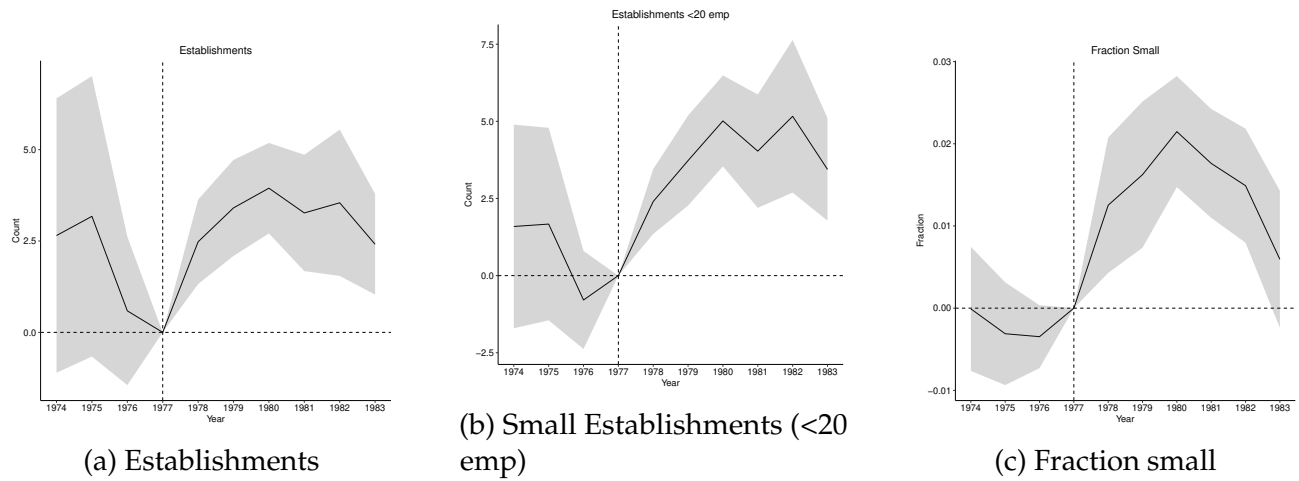 Establishments
Count
5.0
2.5
0.0
1974 1975 1976 1977 1978 1979 1980 1981 1982 1983
Year
(a) Establishments
Establishments <20 emp
Count
7.5
5.0
2.5
0.0
−2.5
1974 1975 1976 1977 1978 1979 1980 1981 1982 1983
Year
(b) Small Establishments (<20
emp)
Fraction Small
Fraction
0.03
0.02
0.01
0.00
−0.01
1974 1975 1976 1977 1978 1979 1980 1981 1982 1983
Year
(c) Fraction small